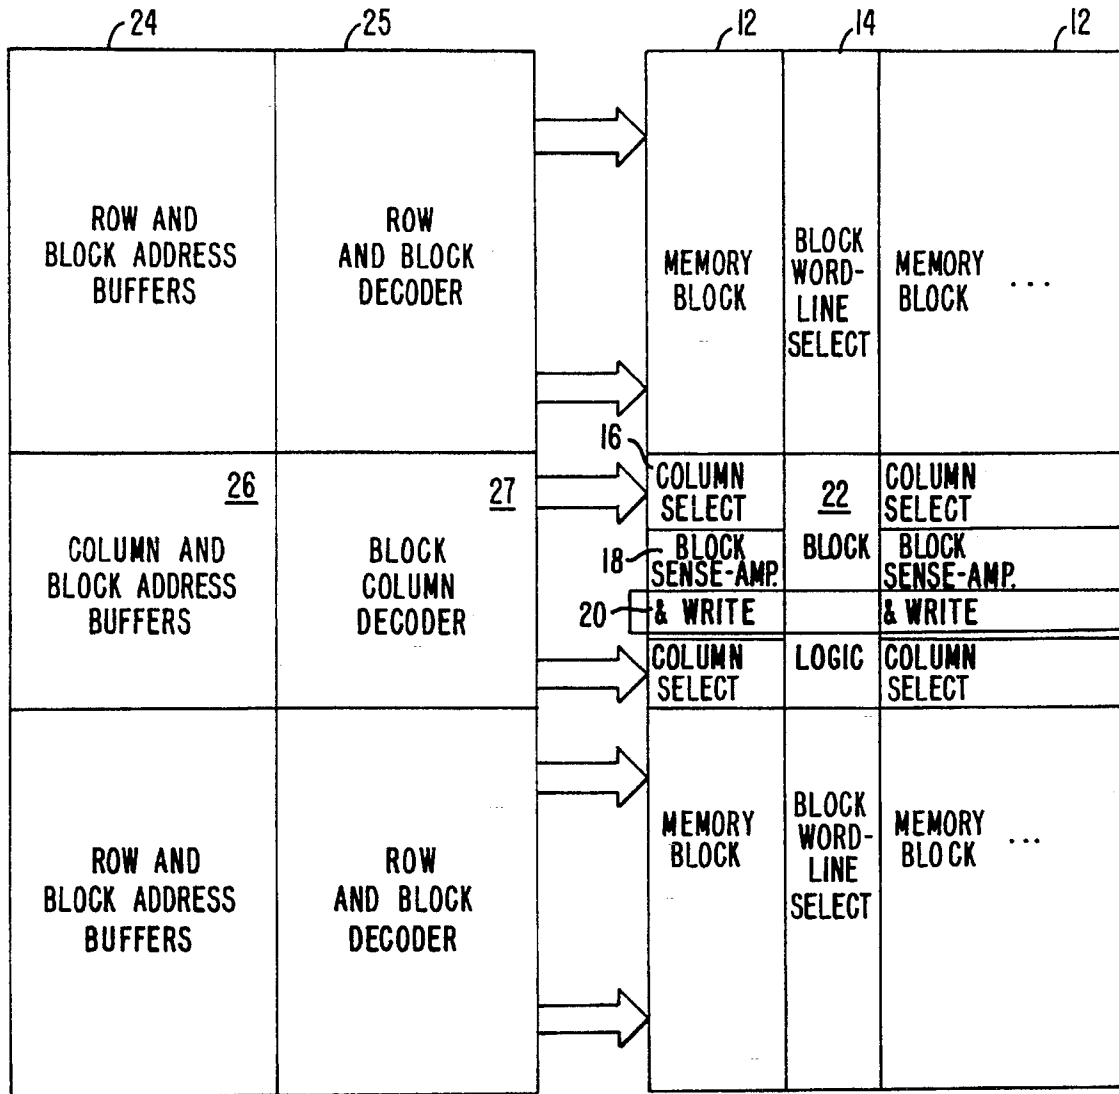 24
25
12
14
12
ROW AND
BLOCK ADDRESS
BUFFERS
ROW
AND BLOCK
DECODER
MEMORY
BLOCK
BLOCK
WORD-
LINE
SELECT
MEMORY
BLOCK ...
26
COLUMN AND
BLOCK ADDRESS
BUFFERS
27
BLOCK
COLUMN
DECODER
16
COLUMN
SELECT
22
COLUMN
SELECT
18
BLOCK
SENSE-AMP.
BLOCK
BLOCK
SENSE-AMP.
20
& WRITE
& WRITE
COLUMN
SELECT
LOGIC
COLUMN
SELECT
ROW AND
BLOCK ADDRESS
BUFFERS
ROW
AND BLOCK
DECODER
MEMORY
BLOCK
BLOCK
WORD-
LINE
SELECT
MEMORY
BLOCK ...